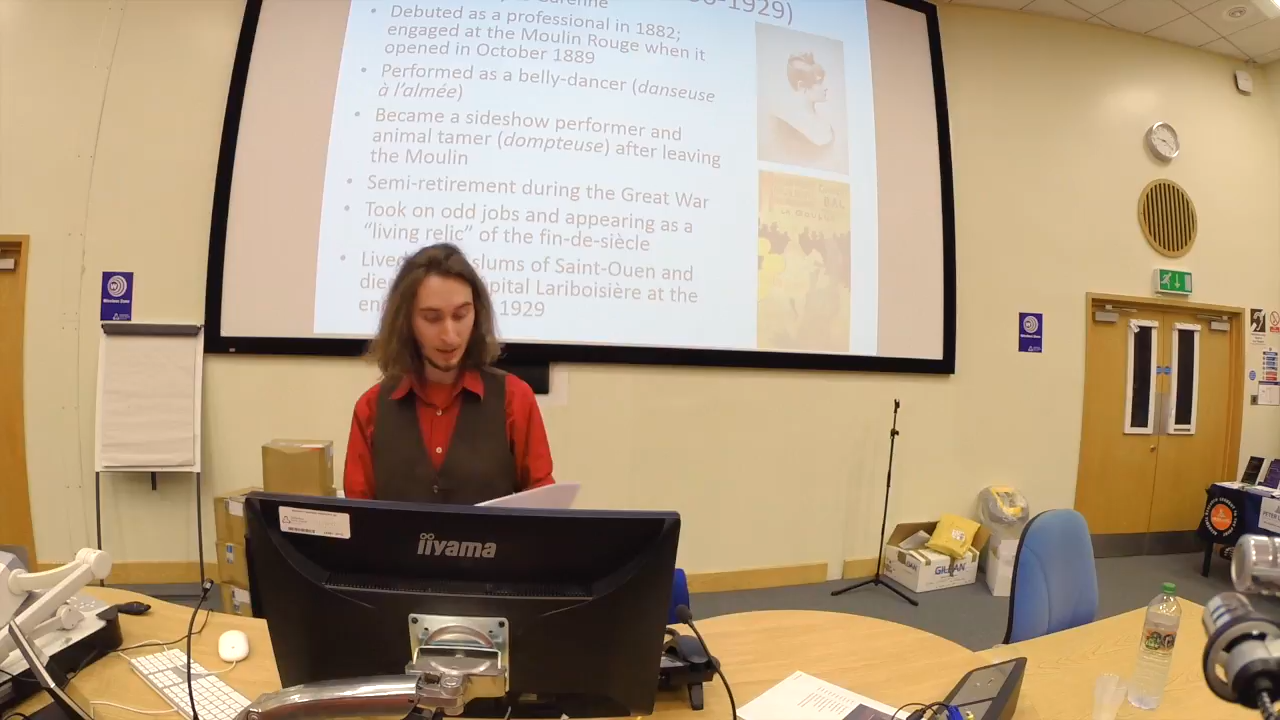 -1929)
Debuted as a professional in 1882;
engaged at the Moulin Rouge when it
opened in October 1889
Performed as a belly-dancer (danseuse
à l'almée)
Became a sideshow performer and
animal tamer (dompteuse) after leaving
the Moulin
Semi-retirement during the Great War
Took on odd jobs and appearing as a
"living relic" of the fin-de-siècle
slums of Saint-Ouen and
Lariboisière at the
1929
BAL
iiyama